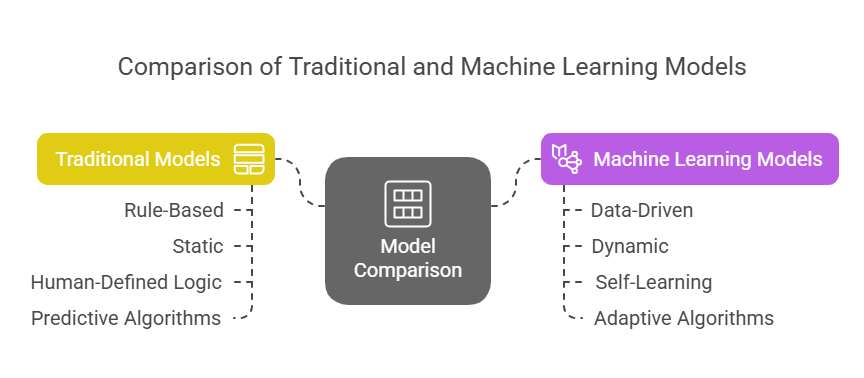 Comparison of Traditional and Machine Learning Models
Traditional Models
Rule-Based
Static
Human-Defined Logic
Predictive Algorithms
Model
Comparison
Machine Learning Models
Data-Driven
Dynamic
Self-Learning
Adaptive Algorithms